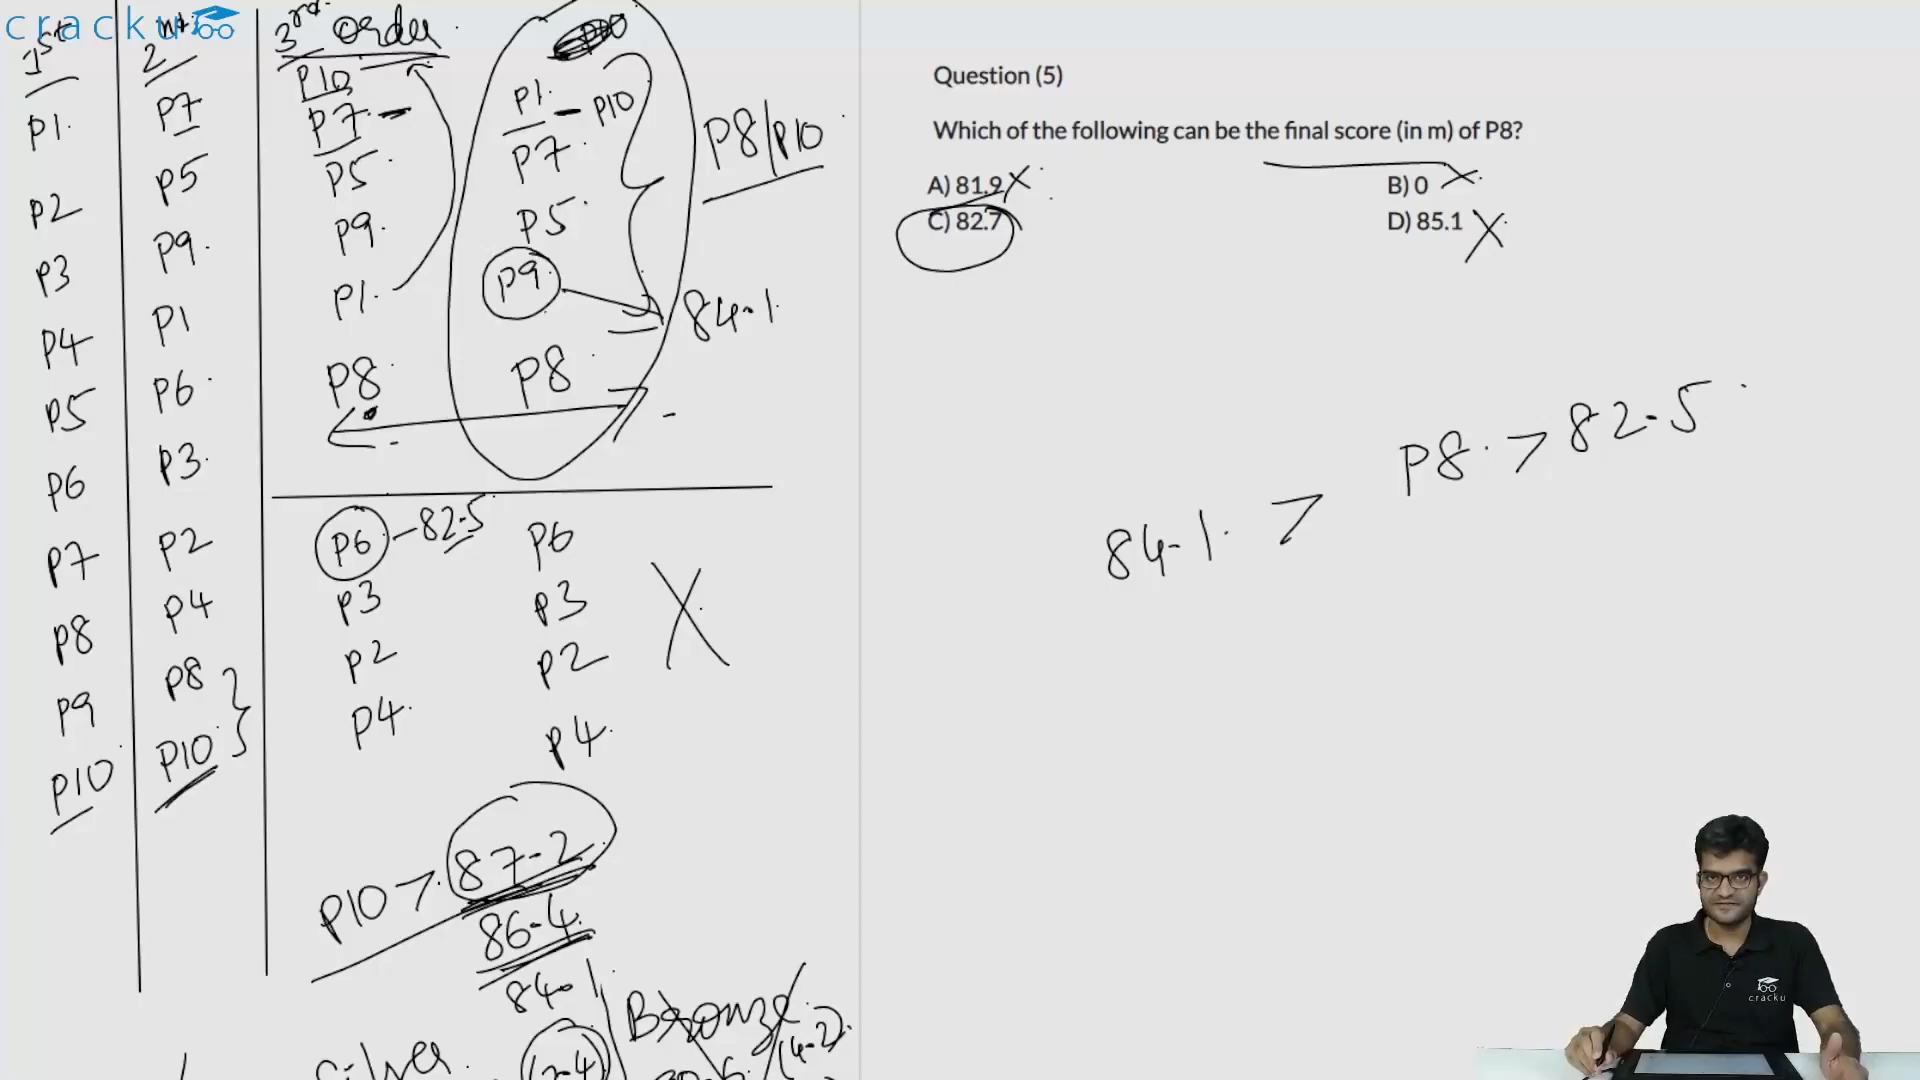 cracku
1st
P1
P2
P3
P4
P5
P6
P7
P8
P9
P10
2nd
P7
P5
P9
P1
P6
P3
P2
P4
P8
P10
3rd order
P10
P7
P5
P9
P1
P8
P6 - 82.5
P3
P2
P4
P1 - P10
P7
P5
P9
P8
P6
P3
P2
P4
P8/P10
84.1
P10 > 87.2
86.4
84.1
Silver
Bronze
Question (5)
Which of the following can be the final score (in m) of P8?
A) 81.9 X
B) 0 X
C) 82.7
D) 85.1 X
84.1 > P8 > 82.5
cracku